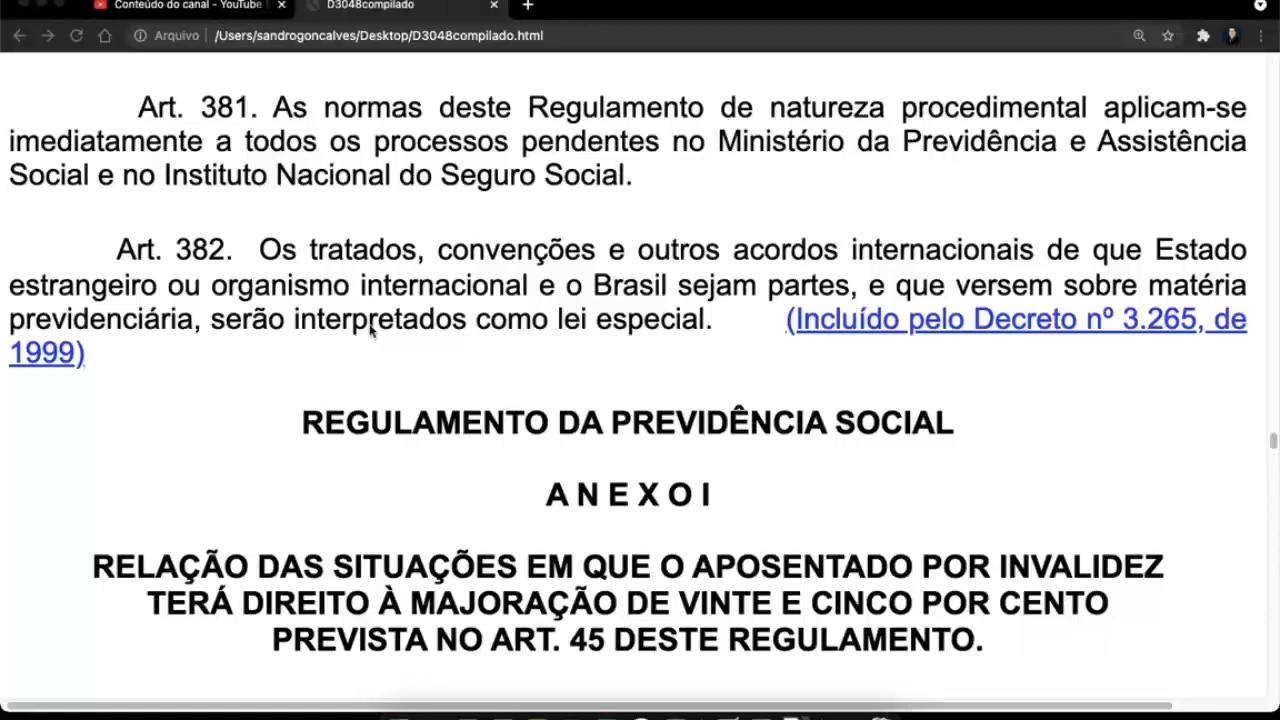 Conteúdo do canal - YouTube
D3048compilado
Arquivo
/Users/sandrogoncalves/Desktop/D3048compilado.html
Art. 381. As normas deste Regulamento de natureza procedimental aplicam-se
imediatamente a todos os processos pendentes no Ministério da Previdência e Assistência
Social e no Instituto Nacional do Seguro Social.
Art. 382. Os tratados, convenções e outros acordos internacionais de que Estado
estrangeiro ou organismo internacional e o Brasil sejam partes, e que versem sobre matéria
previdenciária, serão interpretados como lei especial. (Incluído pelo Decreto nº 3.265, de
1999)
REGULAMENTO DA PREVIDÊNCIA SOCIAL
A N E X O I
RELAÇÃO DAS SITUAÇÕES EM QUE O APOSENTADO POR INVALIDEZ
TERÁ DIREITO À MAJORAÇÃO DE VINTE E CINCO POR CENTO
PREVISTA NO ART. 45 DESTE REGULAMENTO.